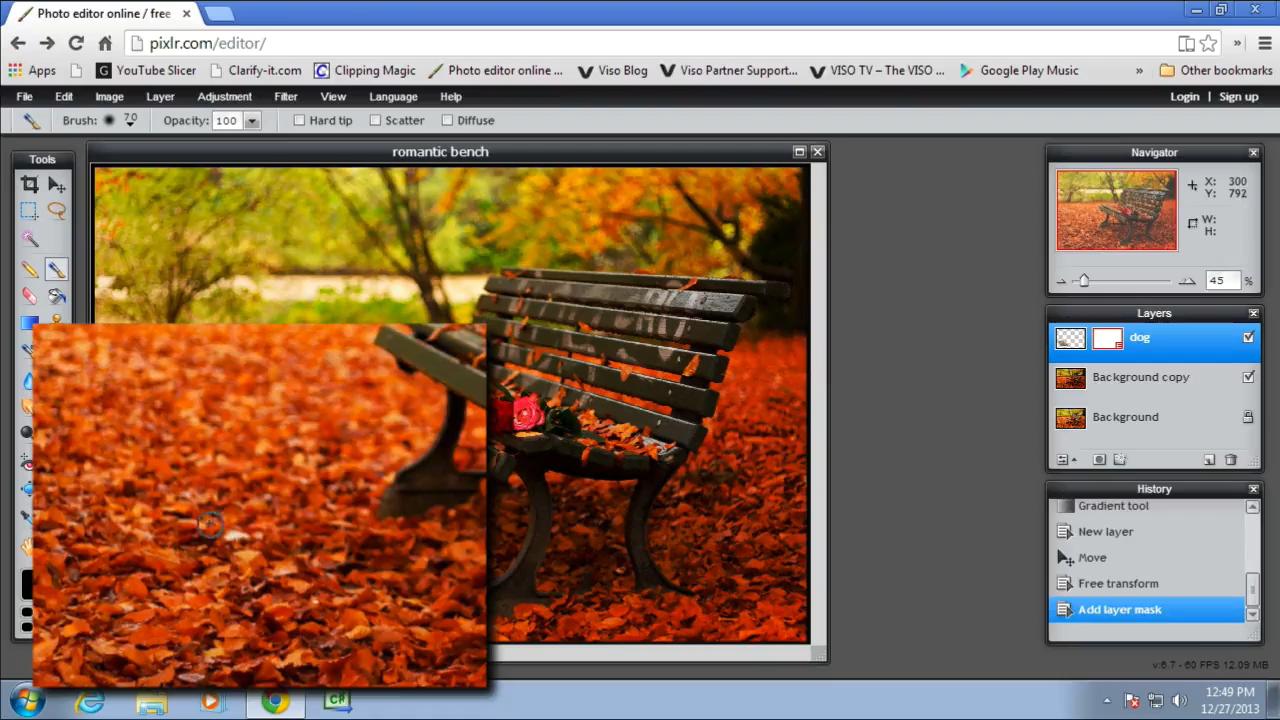 Photo editor online / free
pixlr.com/editor/
Apps
YouTube Slicer
Clarify-it.com
Clipping Magic
Photo editor online ...
Viso Blog
Viso Partner Support...
VISO TV – The VISO ...
Google Play Music
»
Other bookmarks
File Edit Image Layer Adjustment Filter View Language Help
Login | Sign up
Brush: 70 Opacity: 100 Hard tip Scatter Diffuse
Tools
romantic bench
Navigator
X: 300
Y: 792
W:
H:
45 %
Layers
dog
Background copy
Background
History
Gradient tool
New layer
Move
Free transform
Add layer mask
v:6.7 - 60 FPS 12.09 MB
12:49 PM
12/27/2013